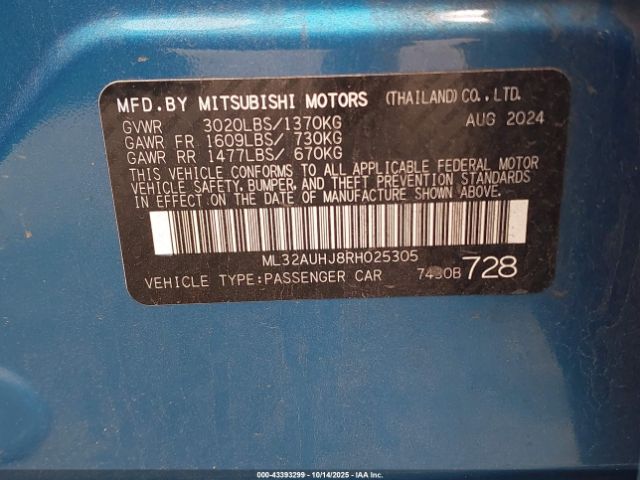 MFD.BY MITSUBISHI MOTORS (THAILAND)CO.,LTD.
GVWR 3020LBS/1370KG AUG 2024
GAWR FR 1609LBS/ 730KG
GAWR RR 1477LBS/ 670KG
THIS VEHICLE CONFORMS TO ALL APPLICABLE FEDERAL MOTOR
VEHICLE SAFETY, BUMPER, AND THEFT PREVENTION STANDARDS
IN EFFECT ON THE DATE OF MANUFACTURE SHOWN ABOVE.
ML32AUHJ8RH025305
VEHICLE TYPE:PASSENGER CAR 7430B 728
000-43393299 - 10/14/2025 - IAA Inc.